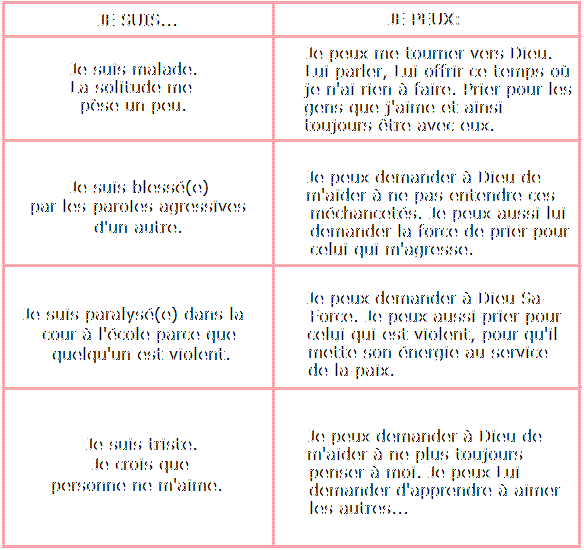 JE SUIS...
JE PEUX:
Je suis malade.
La solitude me
pèse un peu.
Je peux me tourner vers Dieu.
Lui parler, Lui offrir ce temps où
je n'ai rien à faire. Prier pour les
gens que j'aime et ainsi
toujours être avec eux.
Je suis blessé(e)
par les paroles agressives
d'un autre.
Je peux demander à Dieu de
m'aider à ne pas entendre ces
méchancetés. Je peux aussi lui
demander la force de prier pour
celui qui m'agresse.
Je suis paralysé(e) dans la
cour à l'école parce que
quelqu'un est violent.
Je peux demander à Dieu Sa
Force. Je peux aussi prier pour
celui qui est violent, pour qu'il
mette son énergie au service
de la paix.
Je suis triste.
Je crois que
personne ne m'aime.
Je peux demander à Dieu de
m'aider à ne plus toujours
penser à moi. Je peux Lui
demander d'apprendre à aimer
les autres...